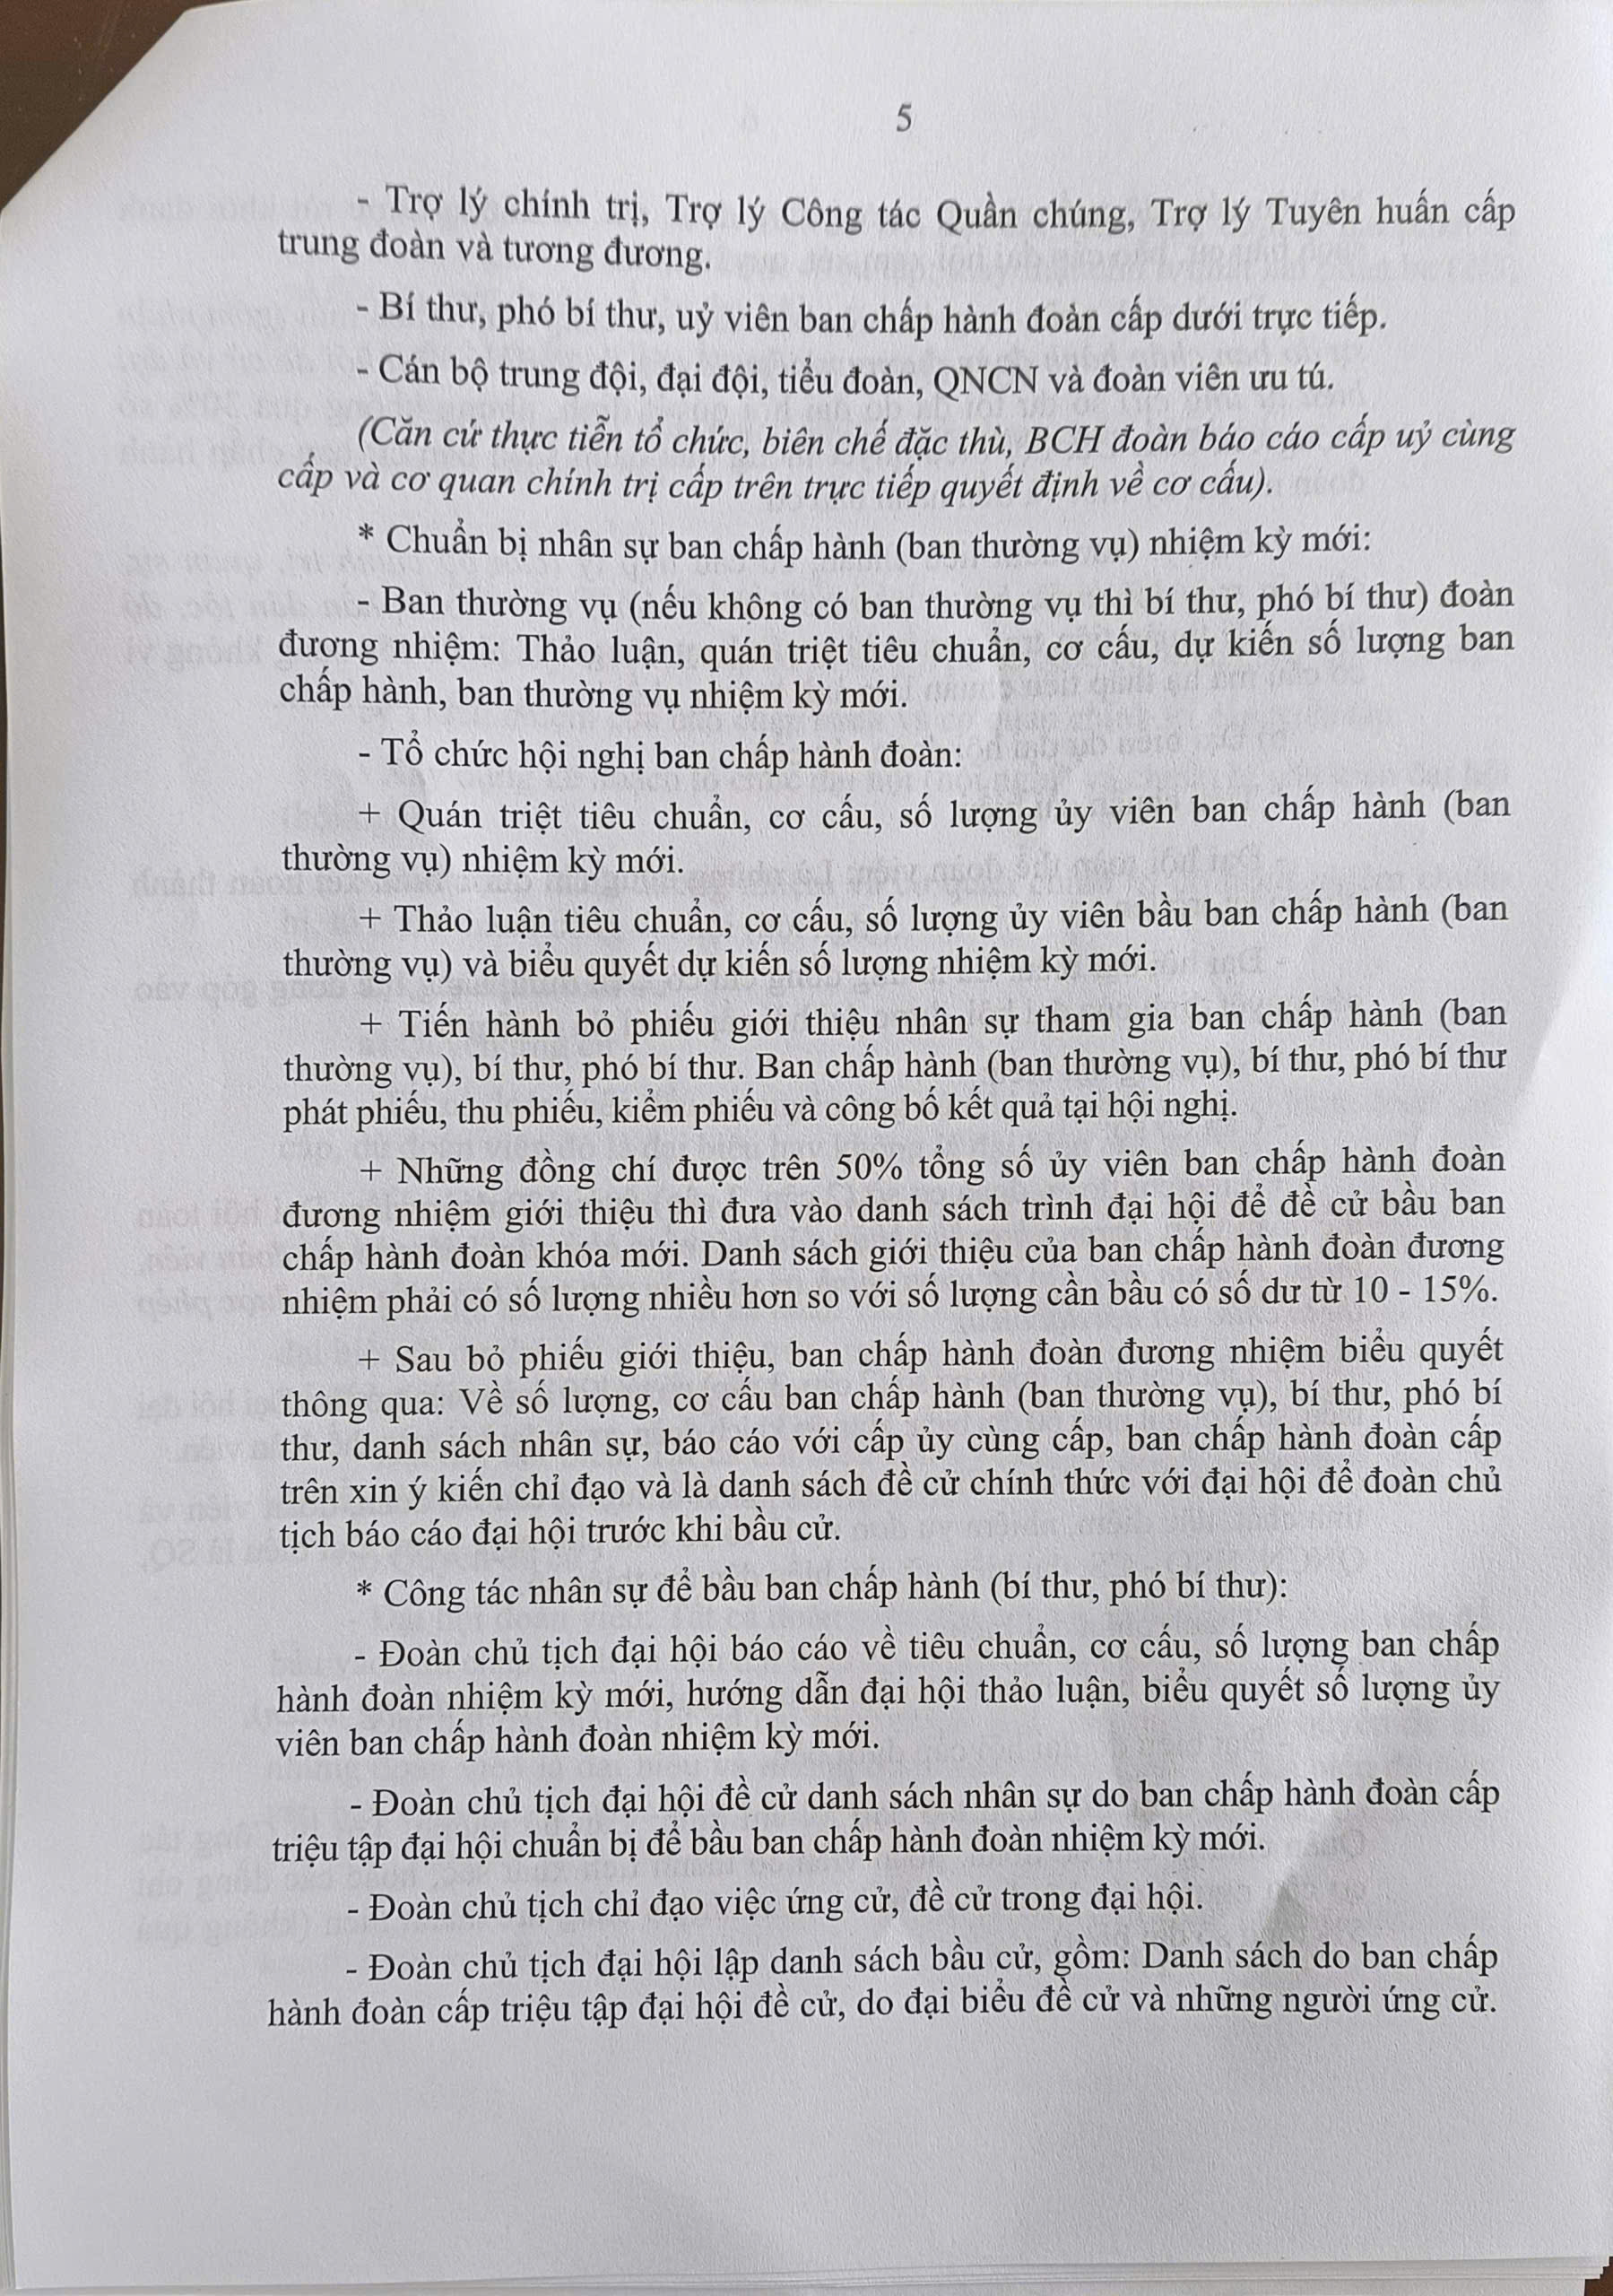 5
- Trợ lý chính trị, Trợ lý Công tác Quần chúng, Trợ lý Tuyên huấn cấp
trung đoàn và tương đương.
- Bí thư, phó bí thư, uỷ viên ban chấp hành đoàn cấp dưới trực tiếp.
- Cán bộ trung đội, đại đội, tiểu đoàn, QNCN và đoàn viên ưu tú.
(Căn cứ thực tiễn tổ chức, biên chế đặc thù, BCH đoàn báo cáo cấp uỷ cùng
cấp và cơ quan chính trị cấp trên trực tiếp quyết định về cơ cấu).
* Chuẩn bị nhân sự ban chấp hành (ban thường vụ) nhiệm kỳ mới:
- Ban thường vụ (nếu không có ban thường vụ thì bí thư, phó bí thư) đoàn
đương nhiệm: Thảo luận, quán triệt tiêu chuẩn, cơ cấu, dự kiến số lượng ban
chấp hành, ban thường vụ nhiệm kỳ mới.
- Tổ chức hội nghị ban chấp hành đoàn:
+ Quán triệt tiêu chuẩn, cơ cấu, số lượng ủy viên ban chấp hành (ban
thường vụ) nhiệm kỳ mới.
+ Thảo luận tiêu chuẩn, cơ cấu, số lượng ủy viên bầu ban chấp hành (ban
thường vụ) và biểu quyết dự kiến số lượng nhiệm kỳ mới.
+ Tiến hành bỏ phiếu giới thiệu nhân sự tham gia ban chấp hành (ban
thường vụ), bí thư, phó bí thư. Ban chấp hành (ban thường vụ), bí thư, phó bí thư
phát phiếu, thu phiếu, kiểm phiếu và công bố kết quả tại hội nghị.
+ Những đồng chí được trên 50% tổng số ủy viên ban chấp hành đoàn
đương nhiệm giới thiệu thì đưa vào danh sách trình đại hội để đề cử bầu ban
chấp hành đoàn khóa mới. Danh sách giới thiệu của ban chấp hành đoàn đương
nhiệm phải có số lượng nhiều hơn so với số lượng cần bầu có số dư từ 10 - 15%.
+ Sau bỏ phiếu giới thiệu, ban chấp hành đoàn đương nhiệm biểu quyết
thông qua: Về số lượng, cơ cấu ban chấp hành (ban thường vụ), bí thư, phó bí
thư, danh sách nhân sự, báo cáo với cấp ủy cùng cấp, ban chấp hành đoàn cấp
trên xin ý kiến chỉ đạo và là danh sách đề cử chính thức với đại hội để đoàn chủ
tịch báo cáo đại hội trước khi bầu cử.
* Công tác nhân sự để bầu ban chấp hành (bí thư, phó bí thư):
- Đoàn chủ tịch đại hội báo cáo về tiêu chuẩn, cơ cấu, số lượng ban chấp
hành đoàn nhiệm kỳ mới, hướng dẫn đại hội thảo luận, biểu quyết số lượng ủy
viên ban chấp hành đoàn nhiệm kỳ mới.
- Đoàn chủ tịch đại hội đề cử danh sách nhân sự do ban chấp hành đoàn cấp
triệu tập đại hội chuẩn bị để bầu ban chấp hành đoàn nhiệm kỳ mới.
- Đoàn chủ tịch chỉ đạo việc ứng cử, đề cử trong đại hội.
- Đoàn chủ tịch đại hội lập danh sách bầu cử, gồm: Danh sách do ban chấp
hành đoàn cấp triệu tập đại hội đề cử, do đại biểu đề cử và những người ứng cử.